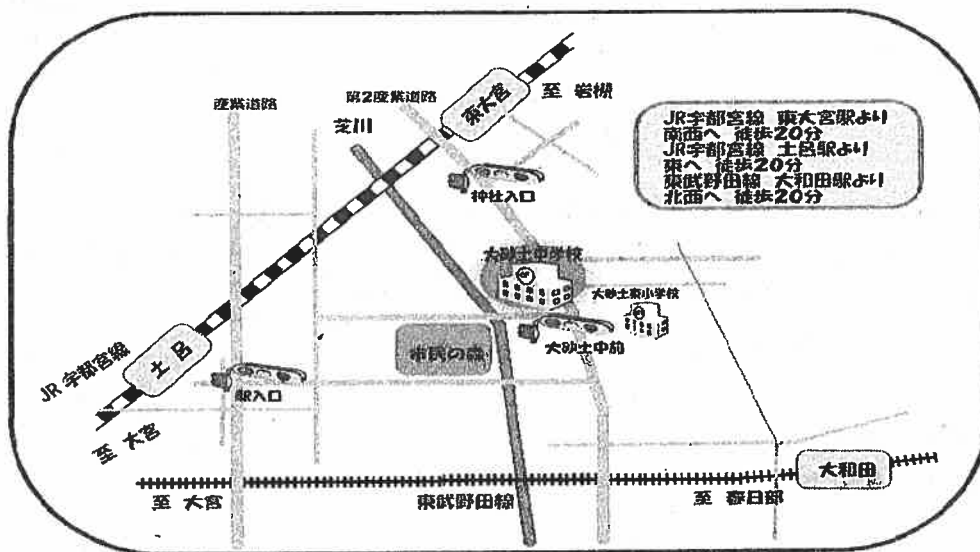 産業道路
第2産業道路
芝川
東大宮
至 岩槻
JR宇都宮線 東大宮駅より
南西へ 徒歩20分
JR宇都宮線 土呂駅より
東へ 徒歩20分
東武野田線 大和田駅より
北西へ 徒歩20分
神社入口
大砂土中学校
大砂土東小学校
大砂土中前
市民の森
JR 宇都宮線
土呂
駅入口
至 大宮
大和田
至 大宮
東武野田線
至 春日部